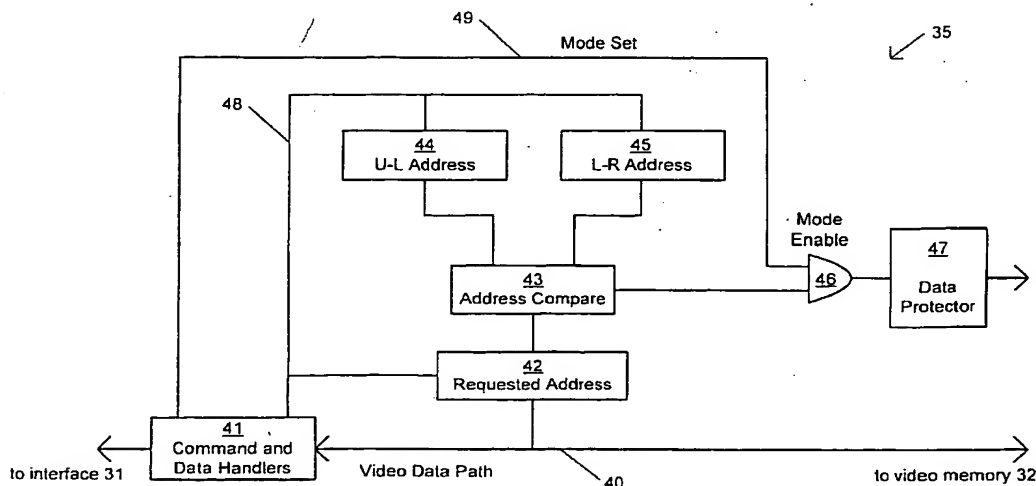 49
Mode Set
35
48
44
U-L Address
45
L-R Address
Mode
Enable
43
Address Compare
46
47
Data
Protector
42
Requested Address
41
Command and
Data Handlers
to interface 31
Video Data Path
40
to video memory 32